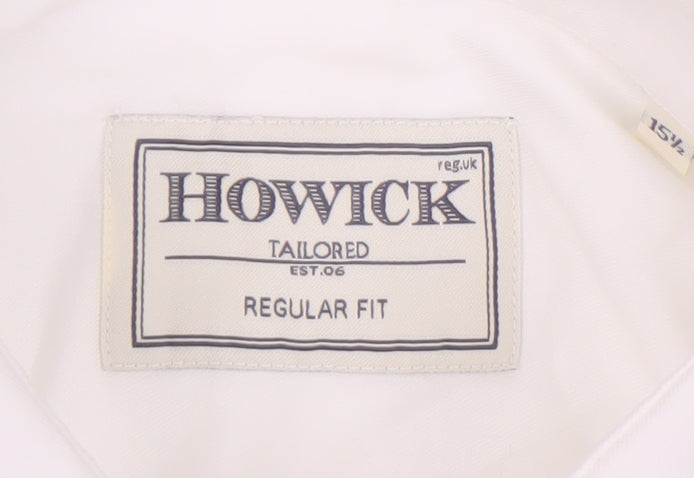 reg.uk
HOWICK
TAILORED
EST.06
REGULAR FIT
15½